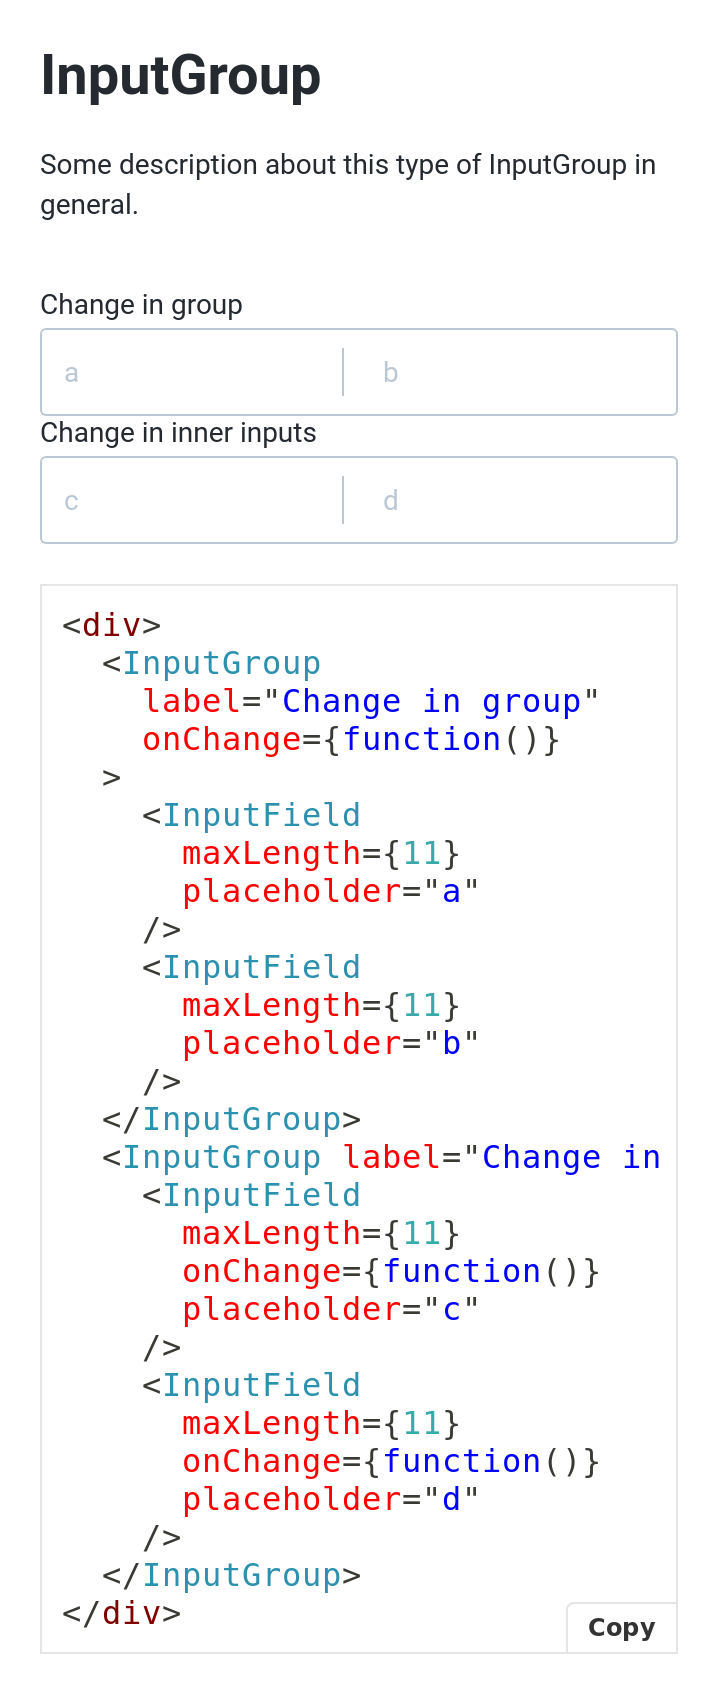 InputGroup
Some description about this type of InputGroup in
general.
Change in group
a
b
Change in inner inputs
c
d
<div>
  <InputGroup
    label="Change in group"
    onChange={function()}
  >
    <InputField
      maxLength={11}
      placeholder="a"
    />
    <InputField
      maxLength={11}
      placeholder="b"
    />
  </InputGroup>
  <InputGroup label="Change in
    <InputField
      maxLength={11}
      onChange={function()}
      placeholder="c"
    />
    <InputField
      maxLength={11}
      onChange={function()}
      placeholder="d"
    />
  </InputGroup>
</div>
Copy